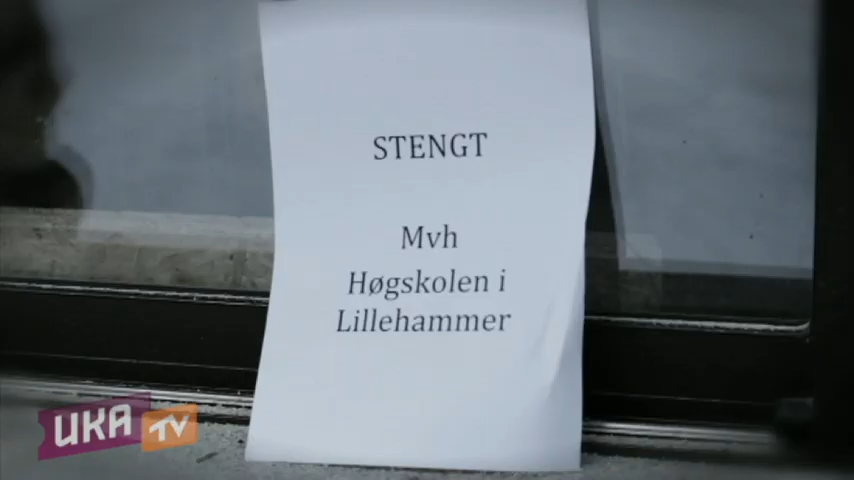 STENGT
Mvh
Høgskolen i
Lillehammer
UKA TV